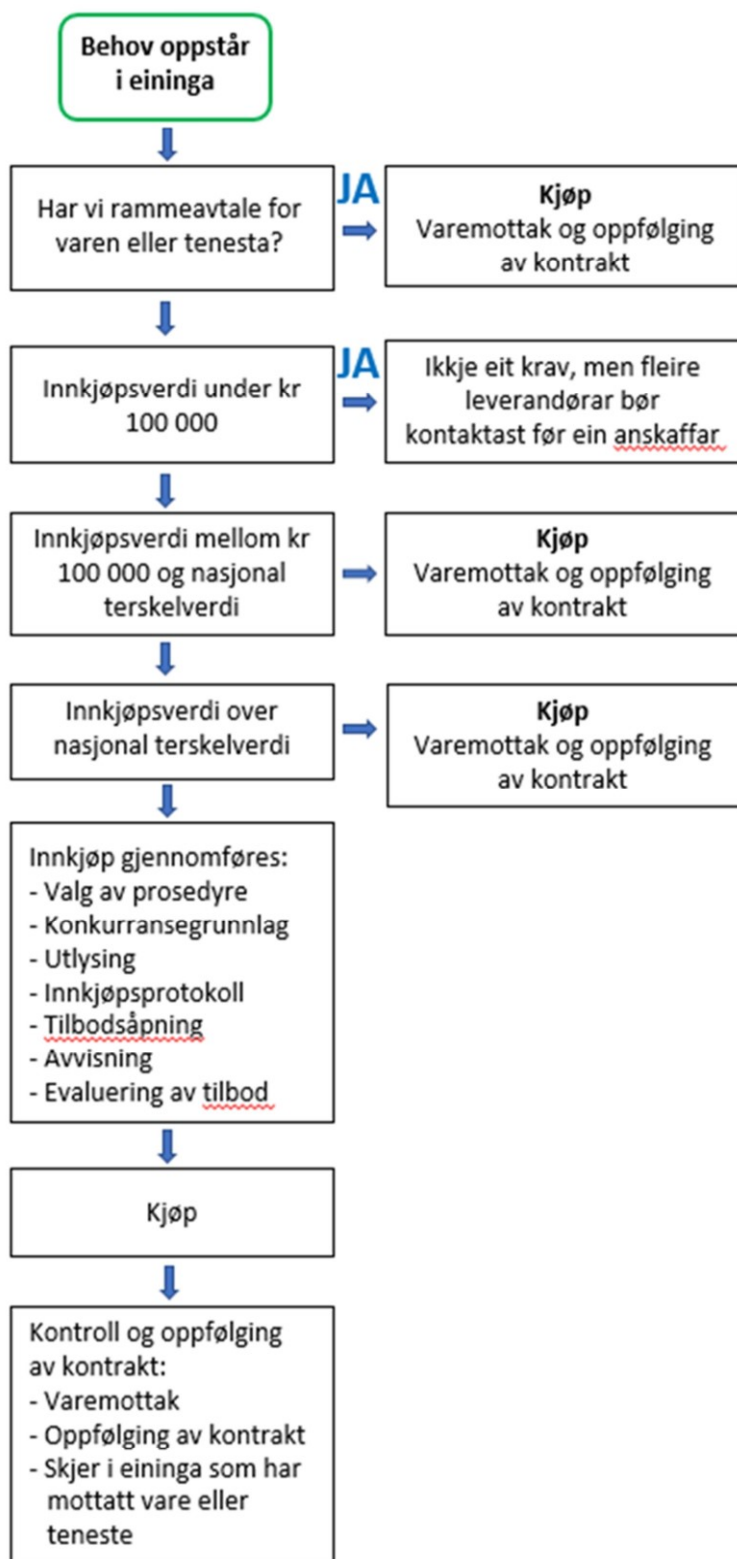 Behov oppstår
i eininga
Har vi rammeavtale for
varen eller tenesta?
JA
Kjøp
Varemottak og oppfølging
av kontrakt
Innkjøpsverdi under kr
100 000
JA
Ikkje eit krav, men fleire
leverandørar bør
kontaktast før ein anskaffar
Innkjøpsverdi mellom kr
100 000 og nasjonal
terskelverdi
Kjøp
Varemottak og oppfølging
av kontrakt
Innkjøpsverdi over
nasjonal terskelverdi
Kjøp
Varemottak og oppfølging
av kontrakt
Innkjøp gjennomføres:
- Valg av prosedyre
- Konkurransegrunnlag
- Utlysing
- Innkjøpsprotokoll
- Tilbodsåpning
- Avvisning
- Evaluering av tilbod
Kjøp
Kontroll og oppfølging
av kontrakt:
- Varemottak
- Oppfølging av kontrakt
- Skjer i eininga som har
mottatt vare eller
teneste